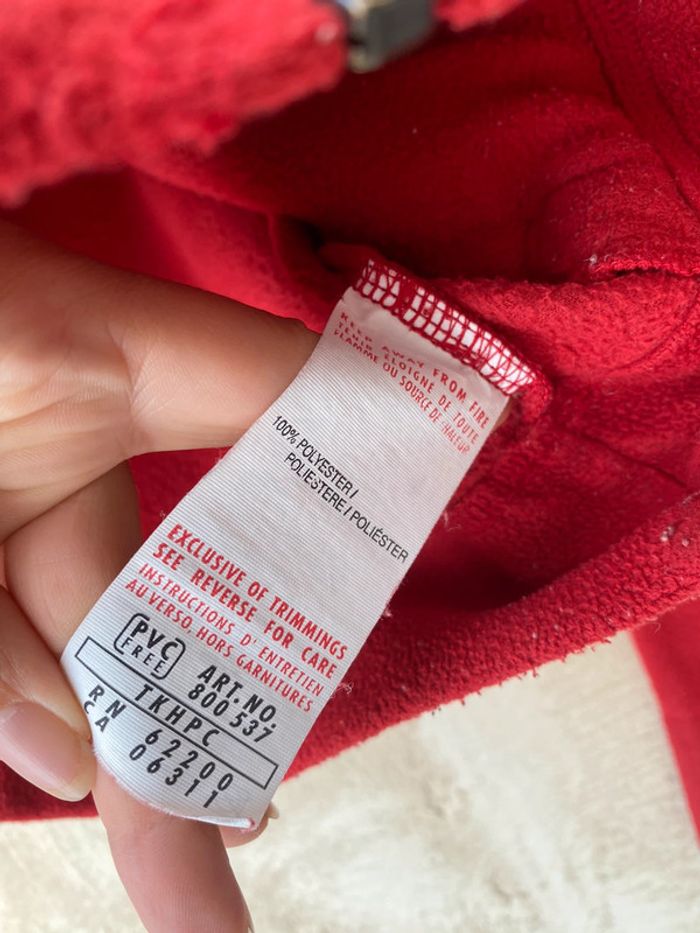 KEEP AWAY FROM FIRE
TENIR ELOIGNE DE TOUTE
FLAMME OU SOURCE DE CHALEUR
100% POLYESTER /
POLIESTERE / POLIÉSTER
EXCLUSIVE OF TRIMMINGS
SEE REVERSE FOR CARE
INSTRUCTIONS D' ENTRETIEN
AU VERSO, HORS GARNITURES
PVC
FREE
ART. NO.
800 537
TKHPC
RN 62200
CA 06311